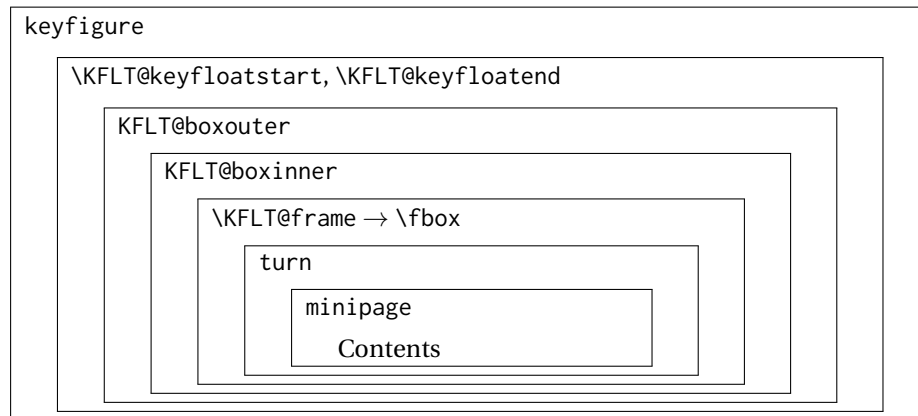 keyfigure
\KFLT@keyfloatstart, \KFLT@keyfloatend
KFLT@boxouter
KFLT@boxinner
\KFLT@frame → \fbox
turn
minipage
Contents